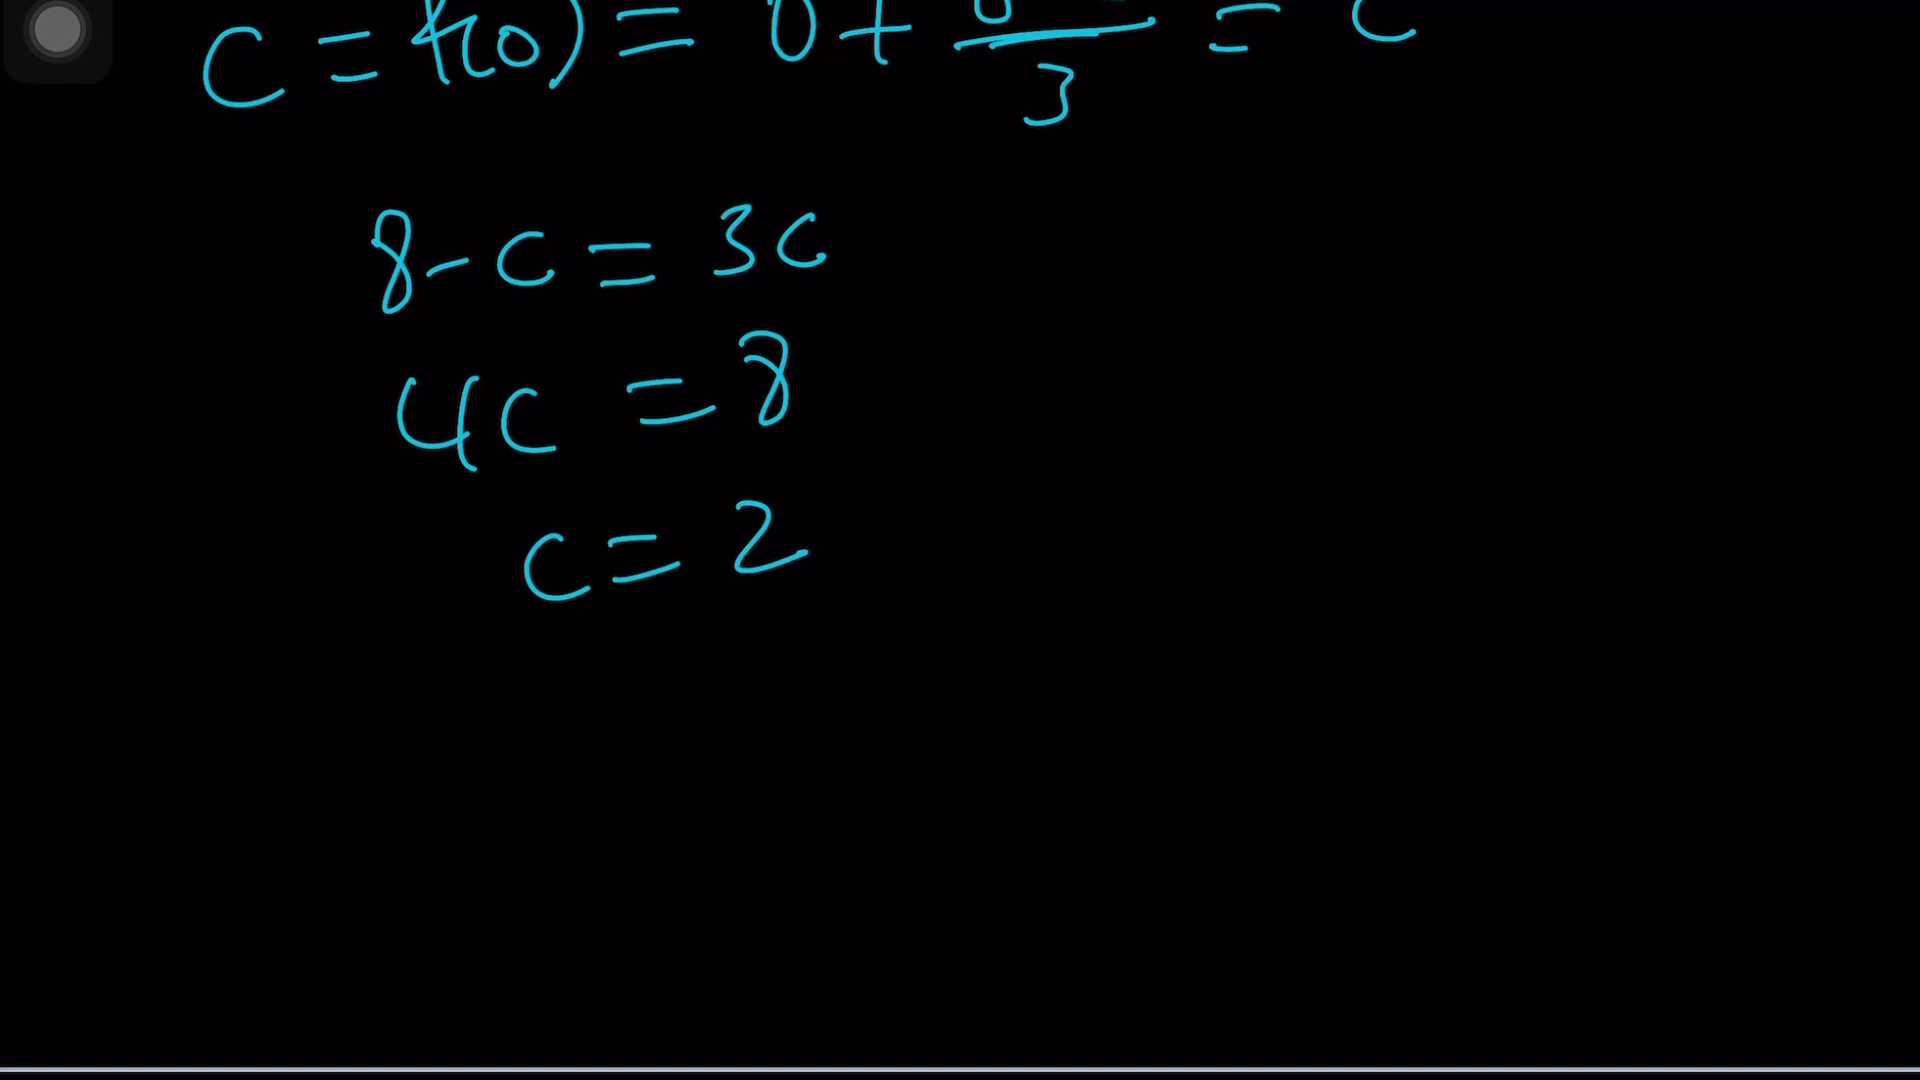 c = f(0) = 0 + 3 = c
8 - c = 3c
4c = 8
c = 2